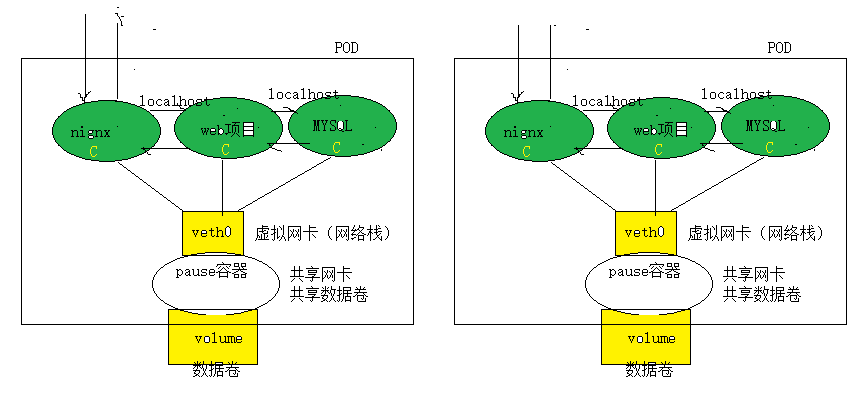 POD
localhost
localhost
nignx
C
web项目
C
MYSQL
C
veth0
虚拟网卡（网络栈）
pause容器
共享网卡
共享数据卷
volume
数据卷
POD
localhost
localhost
nignx
C
web项目
C
MYSQL
C
veth0
虚拟网卡（网络栈）
pause容器
共享网卡
共享数据卷
volume
数据卷